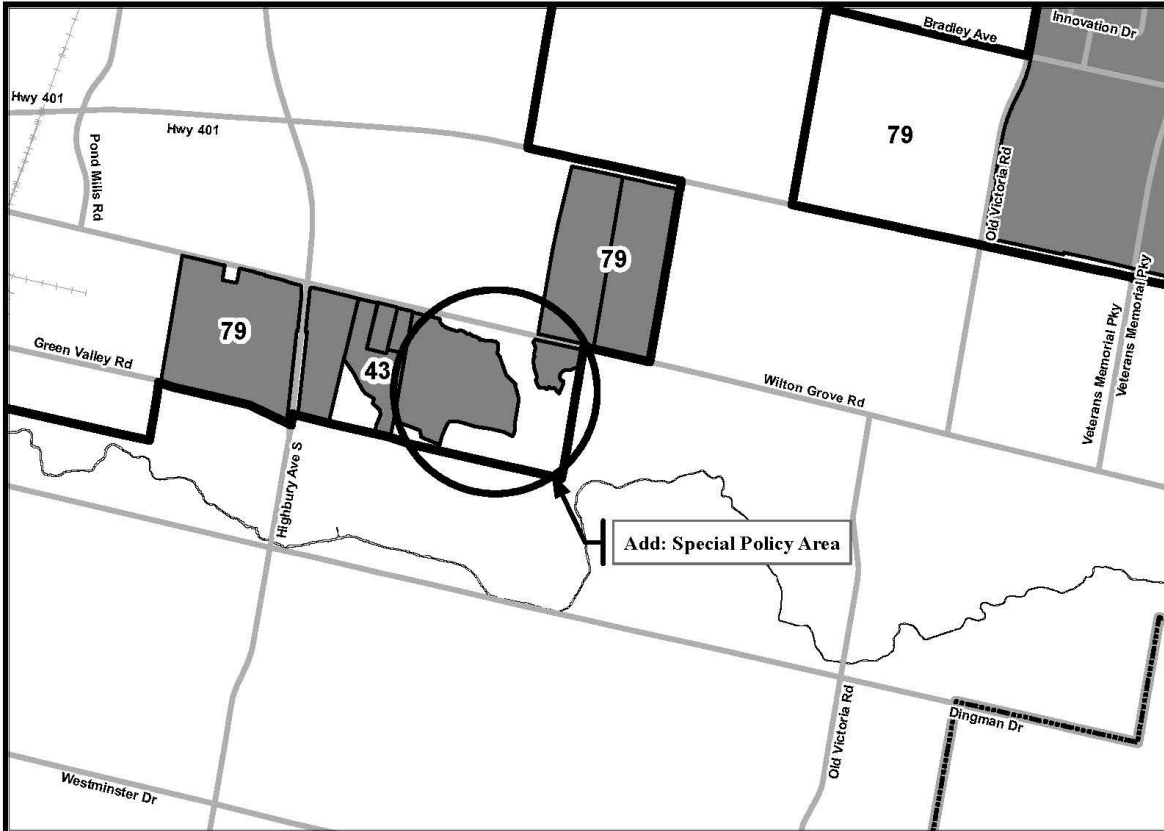 Innovation Dr
Bradley Ave
Hwy 401
Hwy 401
79
Pond Mills Rd
Old Victoria Rd
79
79
Veterans Memorial Pky
Veterans Memorial Pky
Green Valley Rd
43
Wilton Grove Rd
Highbury Ave S
Add: Special Policy Area
Old Victoria Rd
Dingman Dr
Westminster Dr